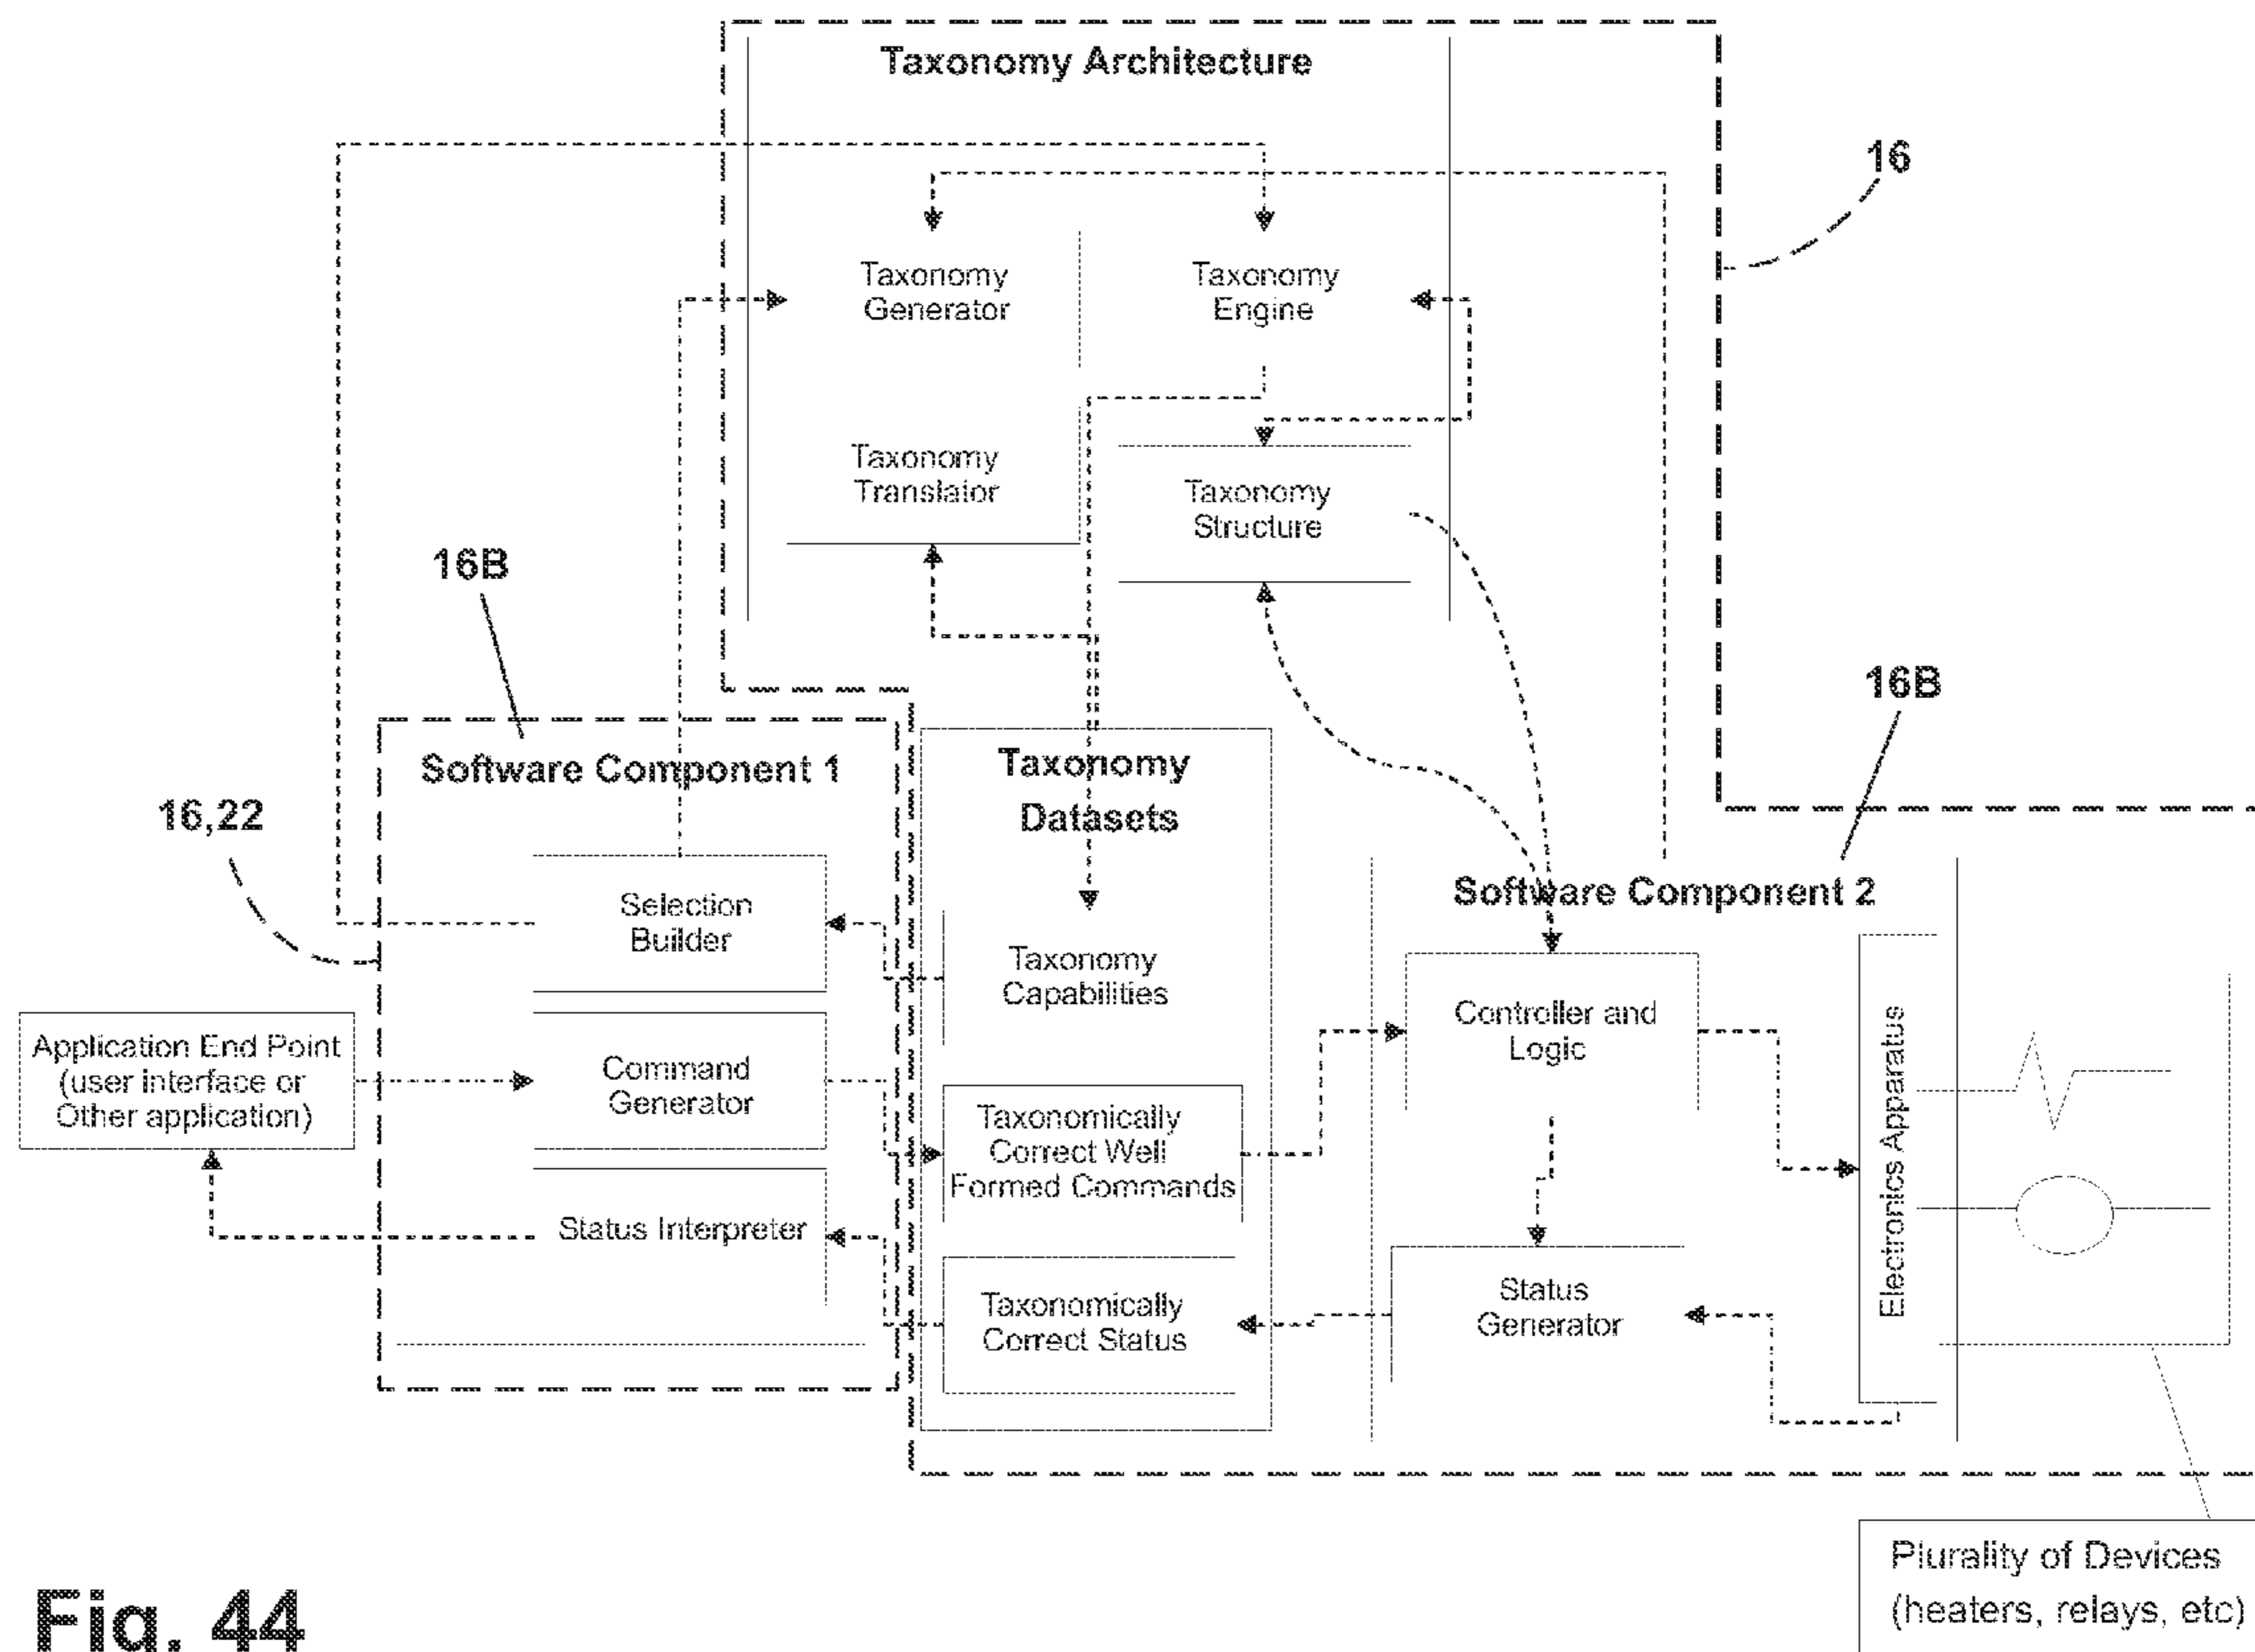 Taxonomy Architecture
16
Taxonomy
Generator
Taxonomy
Engine
Taxonomy
Translator
Taxonomy
Structure
16B
16B
Software Component 1
Taxonomy
Datasets
16,22
Software Component 2
Selection
Builder
Taxonomy
Capabilities
Controller and
Logic
Application End Point
(user interface or
Other application)
Command
Generator
Taxonomically
Correct Well
Formed Commands
Electronics Apparatus
Status Interpreter
Taxonomically
Correct Status
Status
Generator
Plurality of Devices
(heaters, relays, etc)
Fig. 44